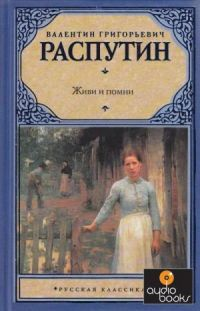 ВАЛЕНТИН ГРИГОРЬЕВИЧ
РАСПУТИН
Живи и помни
РУССКАЯ КЛАССИКА
audio
books